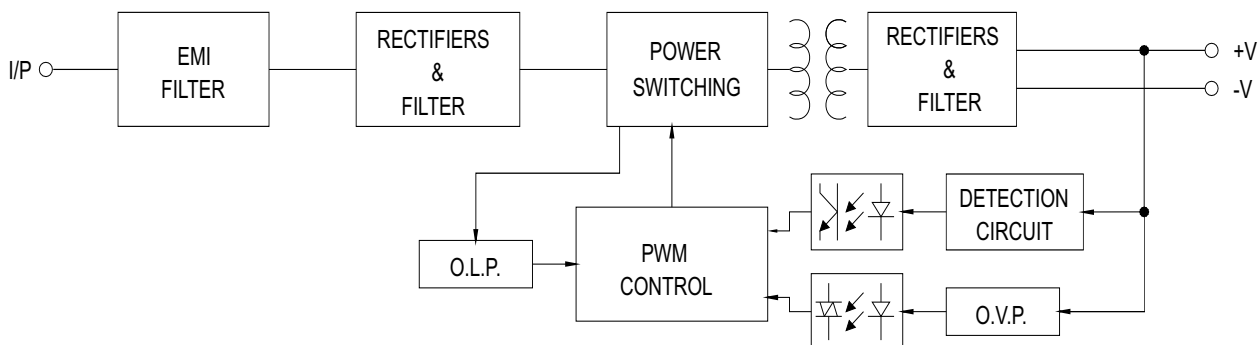 I/P
EMI
FILTER
RECTIFIERS
&
FILTER
POWER
SWITCHING
RECTIFIERS
&
FILTER
+V
-V
O.L.P.
PWM
CONTROL
DETECTION
CIRCUIT
O.V.P.